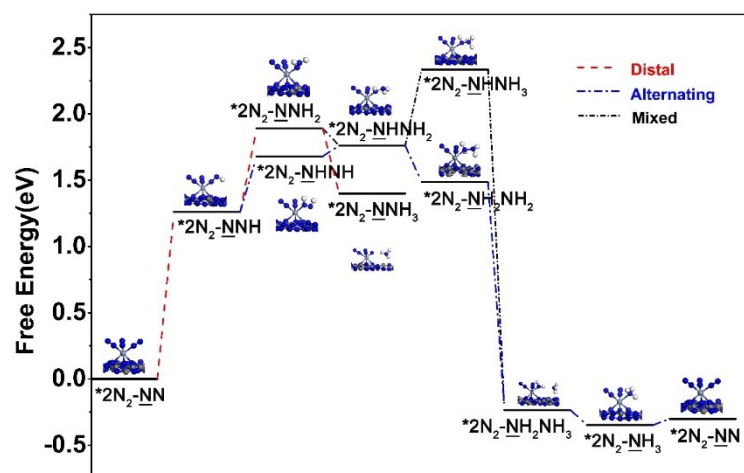 Free Energy(eV)
2.5
2.0
1.5
1.0
0.5
0.0
-0.5
Distal
Alternating
Mixed
*2N₂-NHNH₃
*2N₂-NNH₂
*2N₂-NHNH₂
*2N₂-NHNH
*2N₂-NNH₃
*2N₂-NH₂NH₂
*2N₂-NNH
*2N₂-NN
*2N₂-NH₂NH₃
*2N₂-NH₃
*2N₂-NN